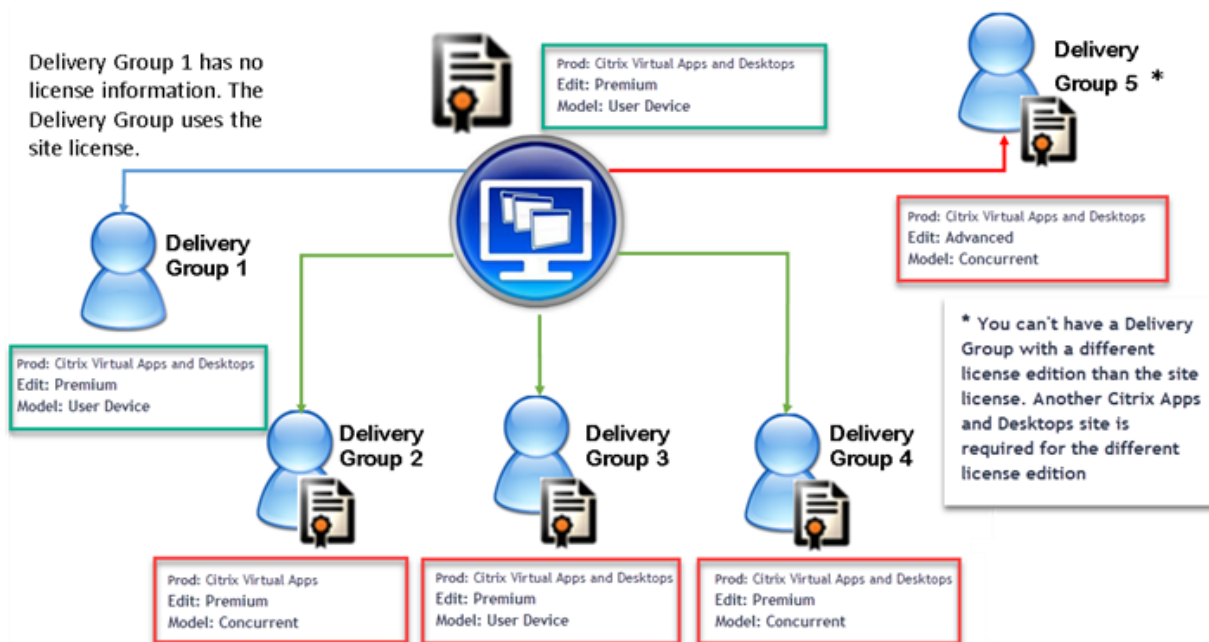 Delivery Group 1 has no
license information. The
Delivery Group uses the
site license.
Prod: Citrix Virtual Apps and Desktops
Edit: Premium
Model: User Device
Delivery
Group 5 *
Prod: Citrix Virtual Apps and Desktops
Edit: Advanced
Model: Concurrent
Delivery
Group 1
Prod: Citrix Virtual Apps and Desktops
Edit: Premium
Model: User Device
* You can't have a Delivery
Group with a different
license edition than the site
license. Another Citrix Apps
and Desktops site is
required for the different
license edition
Delivery
Group 2
Delivery
Group 3
Delivery
Group 4
Prod: Citrix Virtual Apps
Edit: Premium
Model: Concurrent
Prod: Citrix Virtual Apps and Desktops
Edit: Premium
Model: User Device
Prod: Citrix Virtual Apps and Desktops
Edit: Premium
Model: Concurrent